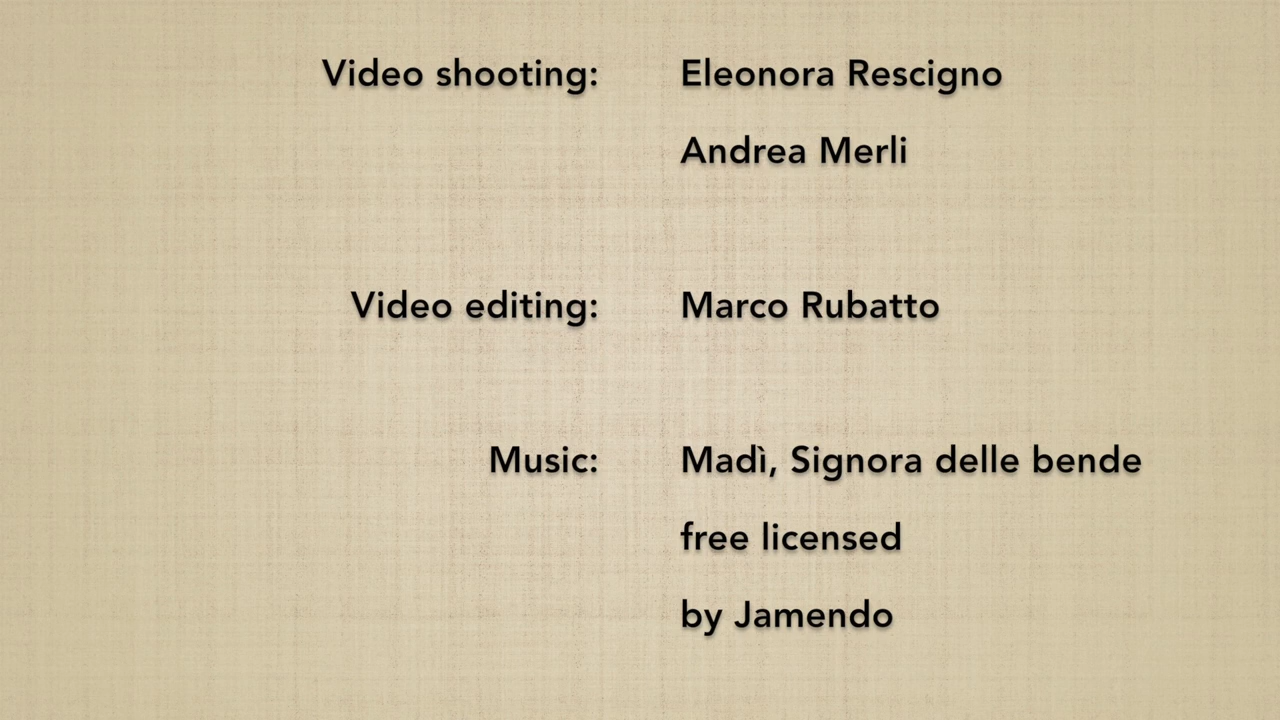 Video shooting: Eleonora Rescigno
Andrea Merli
Video editing: Marco Rubatto
Music: Madì, Signora delle bende
free licensed
by Jamendo